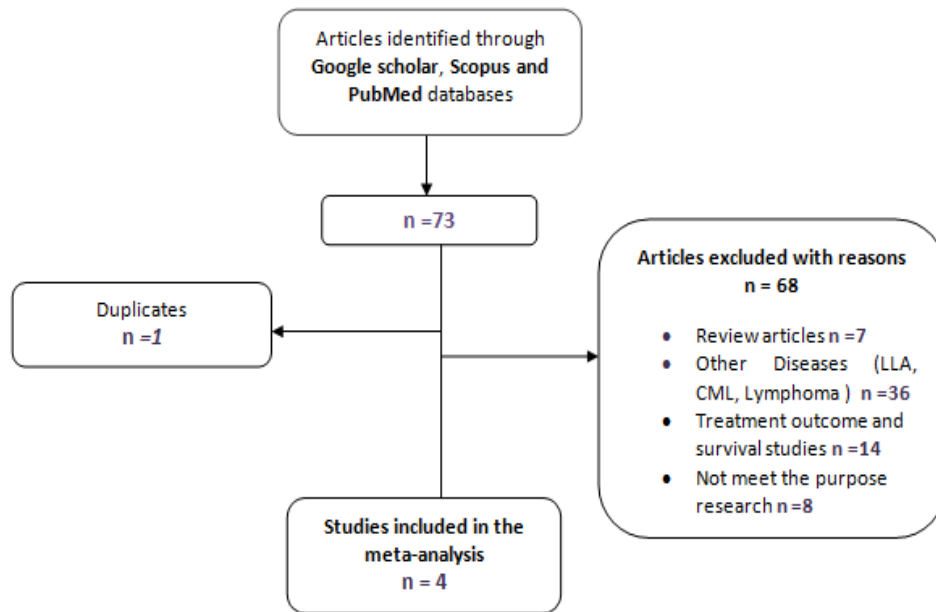 Articles identified through
Google scholar, Scopus and
PubMed databases
n =73
Duplicates
n =1
Articles excluded with reasons
n = 68
• Review articles n =7
• Other Diseases (LLA,
CML, Lymphoma ) n =36
• Treatment outcome and
survival studies n =14
• Not meet the purpose
research n =8
Studies included in the
meta-analysis
n = 4